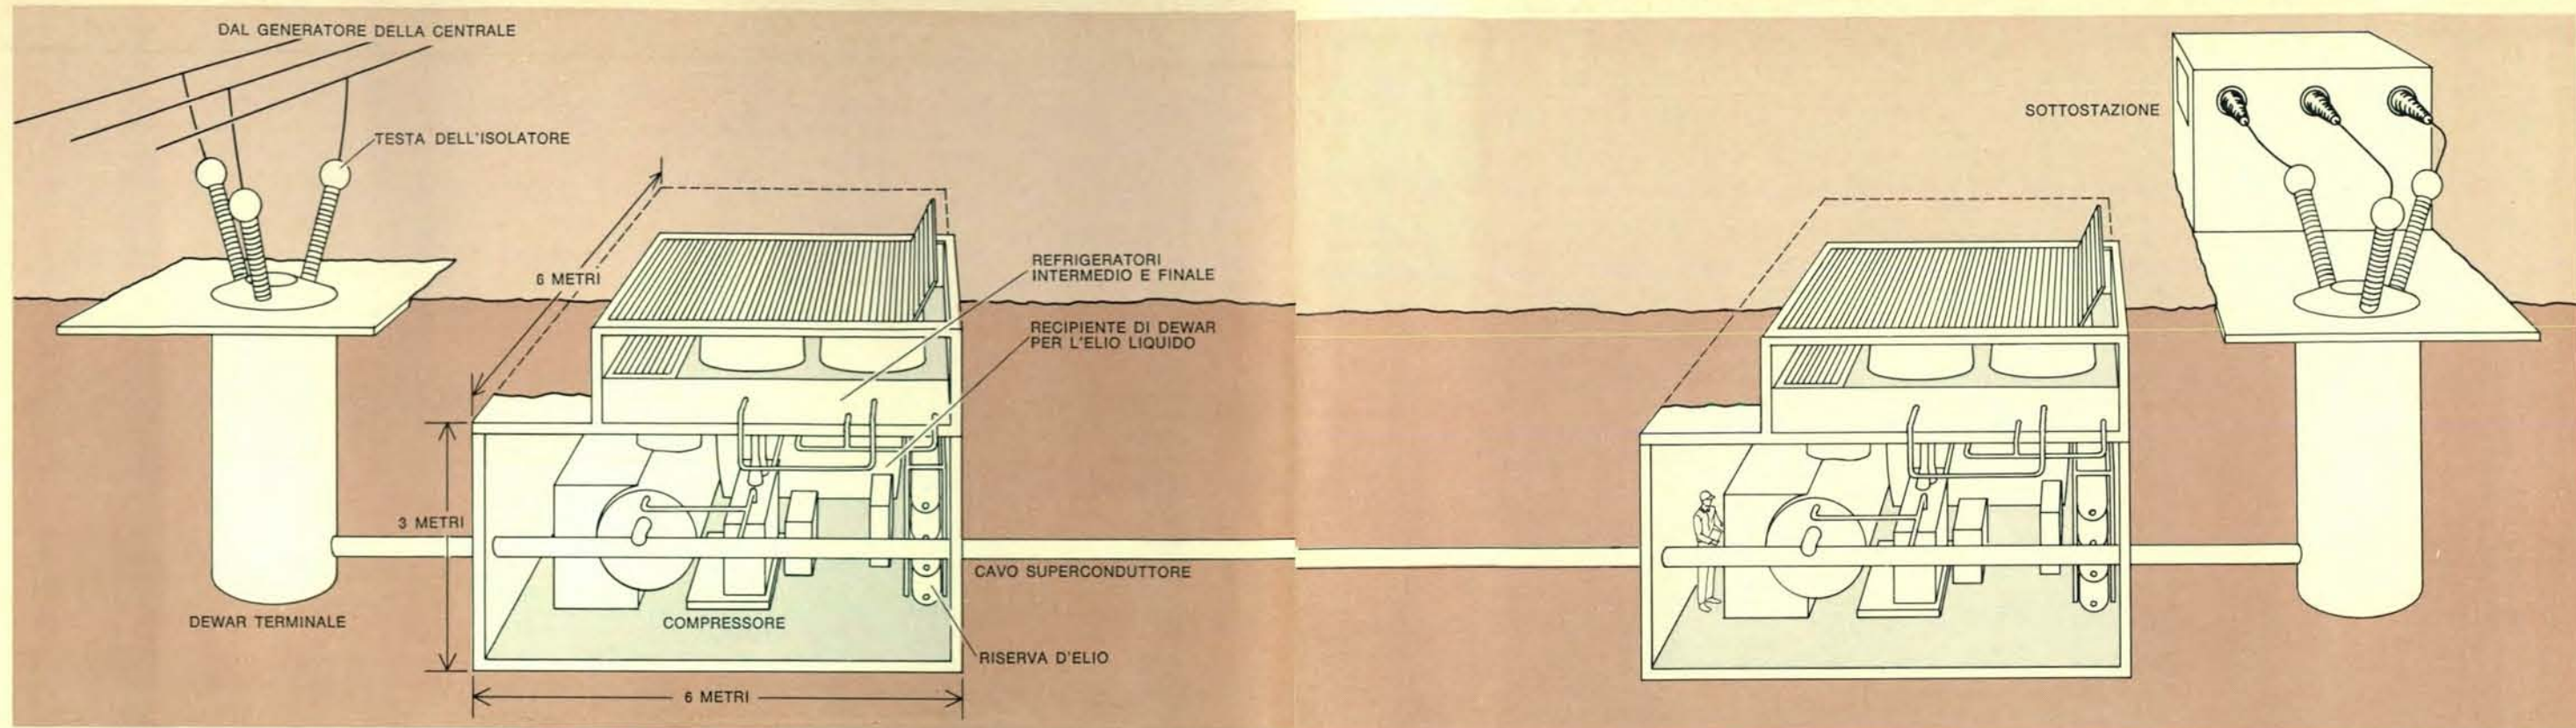 DAL GENERATORE DELLA CENTRALE
TESTA DELL'ISOLATORE
6 METRI
REFRIGERATORI
INTERMEDIO E FINALE
RECIPIENTE DI DEWAR
PER L'ELIO LIQUIDO
3 METRI
CAVO SUPERCONDUTTORE
DEWAR TERMINALE
COMPRESSORE
RISERVA D'ELIO
6 METRI
SOTTOSTAZIONE